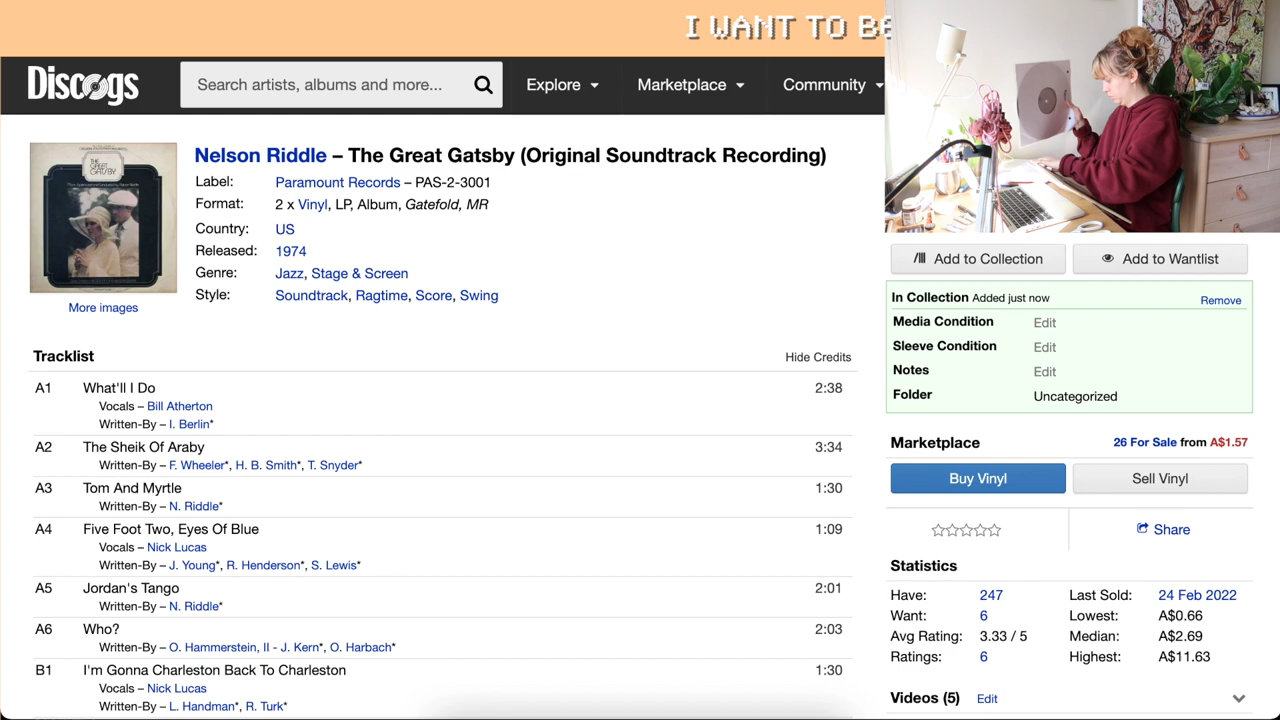 I WANT TO BE
Discogs
Search artists, albums and more...
Explore
Marketplace
Community
THE GREAT GATSBY
Nelson Riddle – The Great Gatsby (Original Soundtrack Recording)
Label: Paramount Records – PAS-2-3001
Format: 2 x Vinyl, LP, Album, Gatefold, MR
Country: US
Released: 1974
Genre: Jazz, Stage & Screen
Style: Soundtrack, Ragtime, Score, Swing
More images
Add to Collection
Add to Wantlist
In Collection Added just now Remove
Media Condition Edit
Sleeve Condition Edit
Notes Edit
Folder Uncategorized
Tracklist Hide Credits
A1 What'll I Do 2:38
Vocals – Bill Atherton
Written-By – I. Berlin*
A2 The Sheik Of Araby 3:34
Written-By – F. Wheeler*, H. B. Smith*, T. Snyder*
A3 Tom And Myrtle 1:30
Written-By – N. Riddle*
A4 Five Foot Two, Eyes Of Blue 1:09
Vocals – Nick Lucas
Written-By – J. Young*, R. Henderson*, S. Lewis*
A5 Jordan's Tango 2:01
Written-By – N. Riddle*
A6 Who? 2:03
Written-By – O. Hammerstein, II - J. Kern*, O. Harbach*
B1 I'm Gonna Charleston Back To Charleston 1:30
Vocals – Nick Lucas
Written-By – L. Handman*, R. Turk*
Marketplace 26 For Sale from A$1.57
Buy Vinyl
Sell Vinyl
Share
Statistics
Have: 247 Last Sold: 24 Feb 2022
Want: 6 Lowest: A$0.66
Avg Rating: 3.33 / 5 Median: A$2.69
Ratings: 6 Highest: A$11.63
Videos (5) Edit